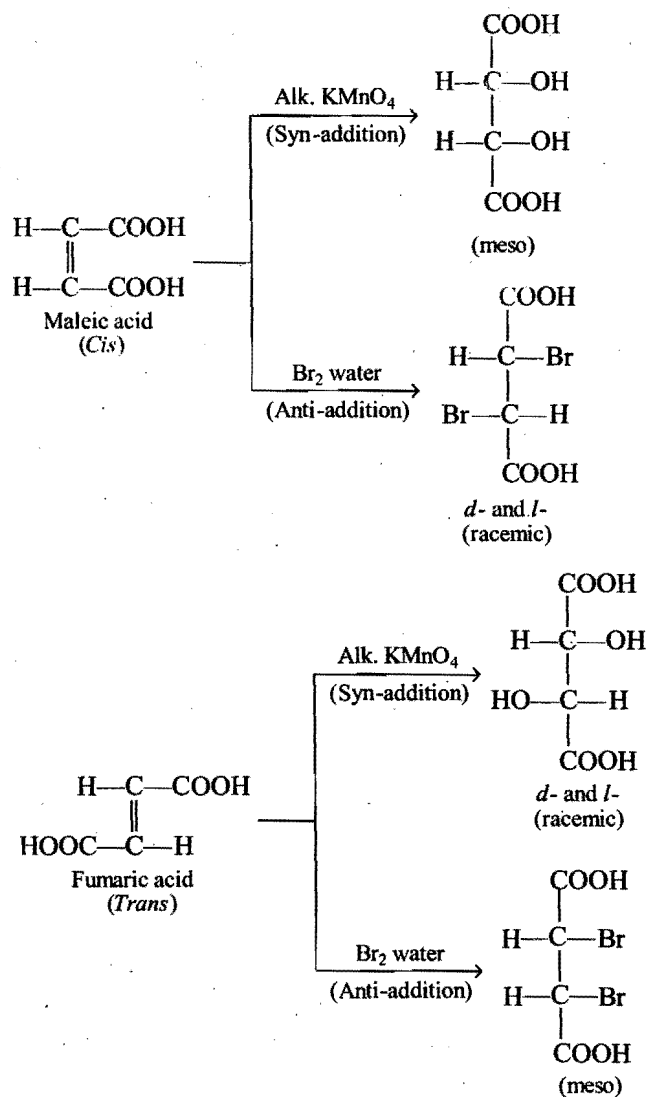 COOH
H—C—OH
Alk. KMnO₄
(Syn-addition)
H—C—OH
COOH
(meso)
H—C—COOH
H—C—COOH
Maleic acid
(Cis)
COOH
H—C—Br
Br₂ water
(Anti-addition)
Br—C—H
COOH
d- and l-
(racemic)
COOH
H—C—OH
Alk. KMnO₄
(Syn-addition)
HO—C—H
COOH
d- and l-
(racemic)
H—C—COOH
HOOC—C—H
Fumaric acid
(Trans)
COOH
H—C—Br
Br₂ water
(Anti-addition)
H—C—Br
COOH
(meso)